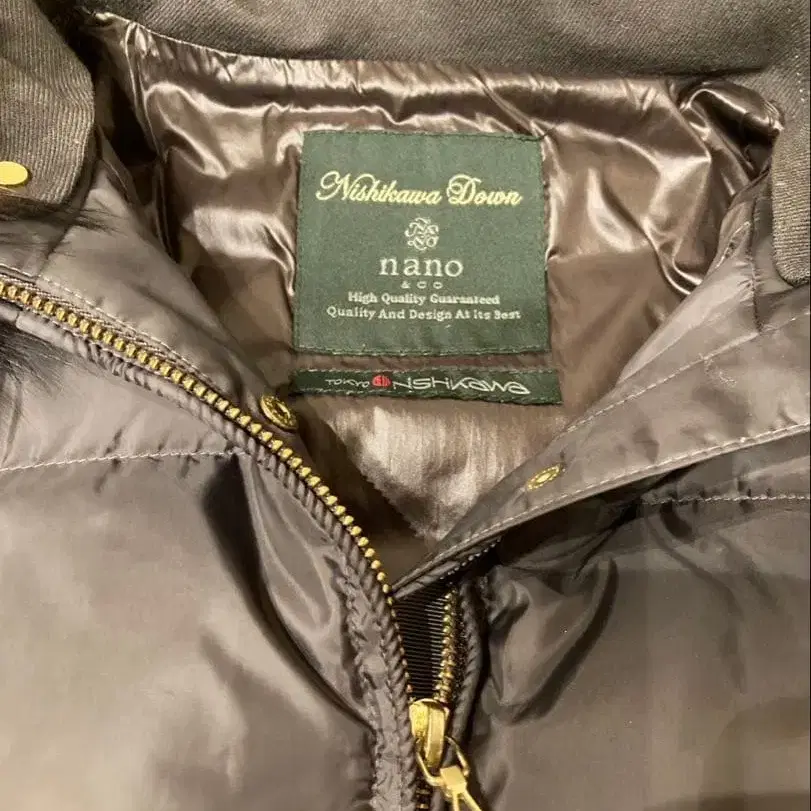 Nishikawa Down
nano
& CO
High Quality Guaranteed
Quality And Design At Its Best
TOKYO NISHIKAWA